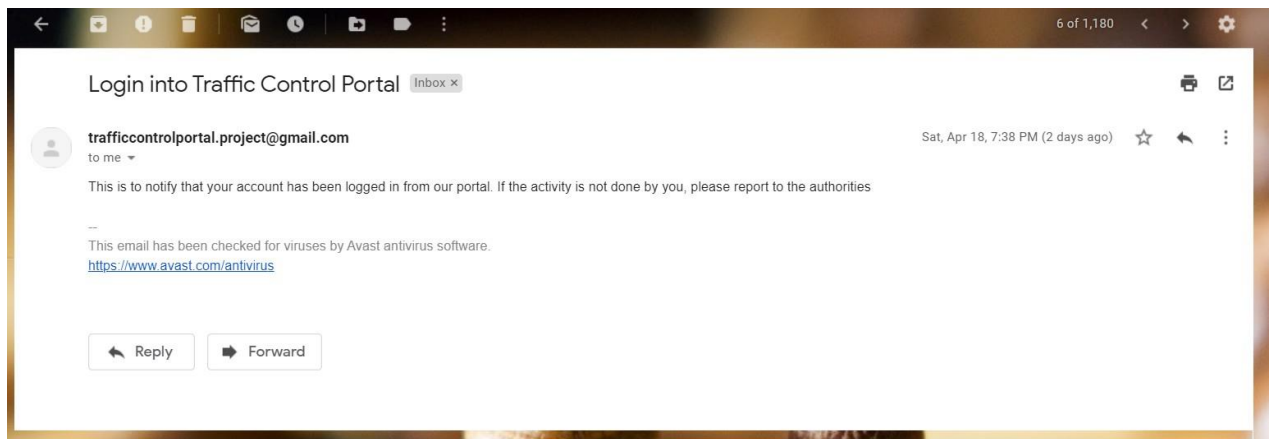 6 of 1,180
Login into Traffic Control Portal Inbox ×
trafficcontrolportal.project@gmail.com Sat, Apr 18, 7:38 PM (2 days ago)
to me
This is to notify that your account has been logged in from our portal. If the activity is not done by you, please report to the authorities
--
This email has been checked for viruses by Avast antivirus software.
https://www.avast.com/antivirus
Reply Forward